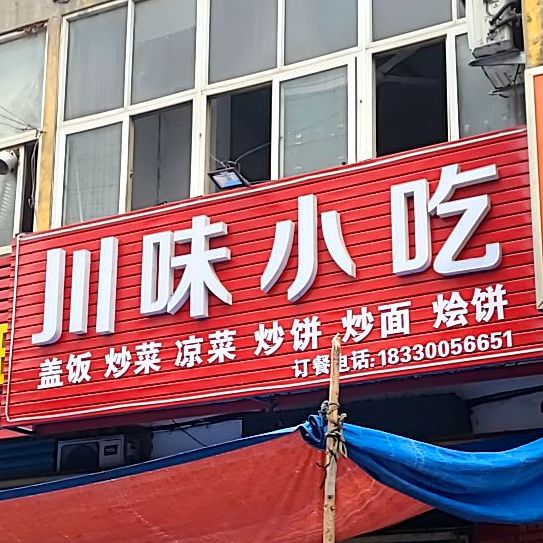 川味小吃
盖饭 炒菜 凉菜 炒饼 炒面 烩饼
订餐电话:18330056651